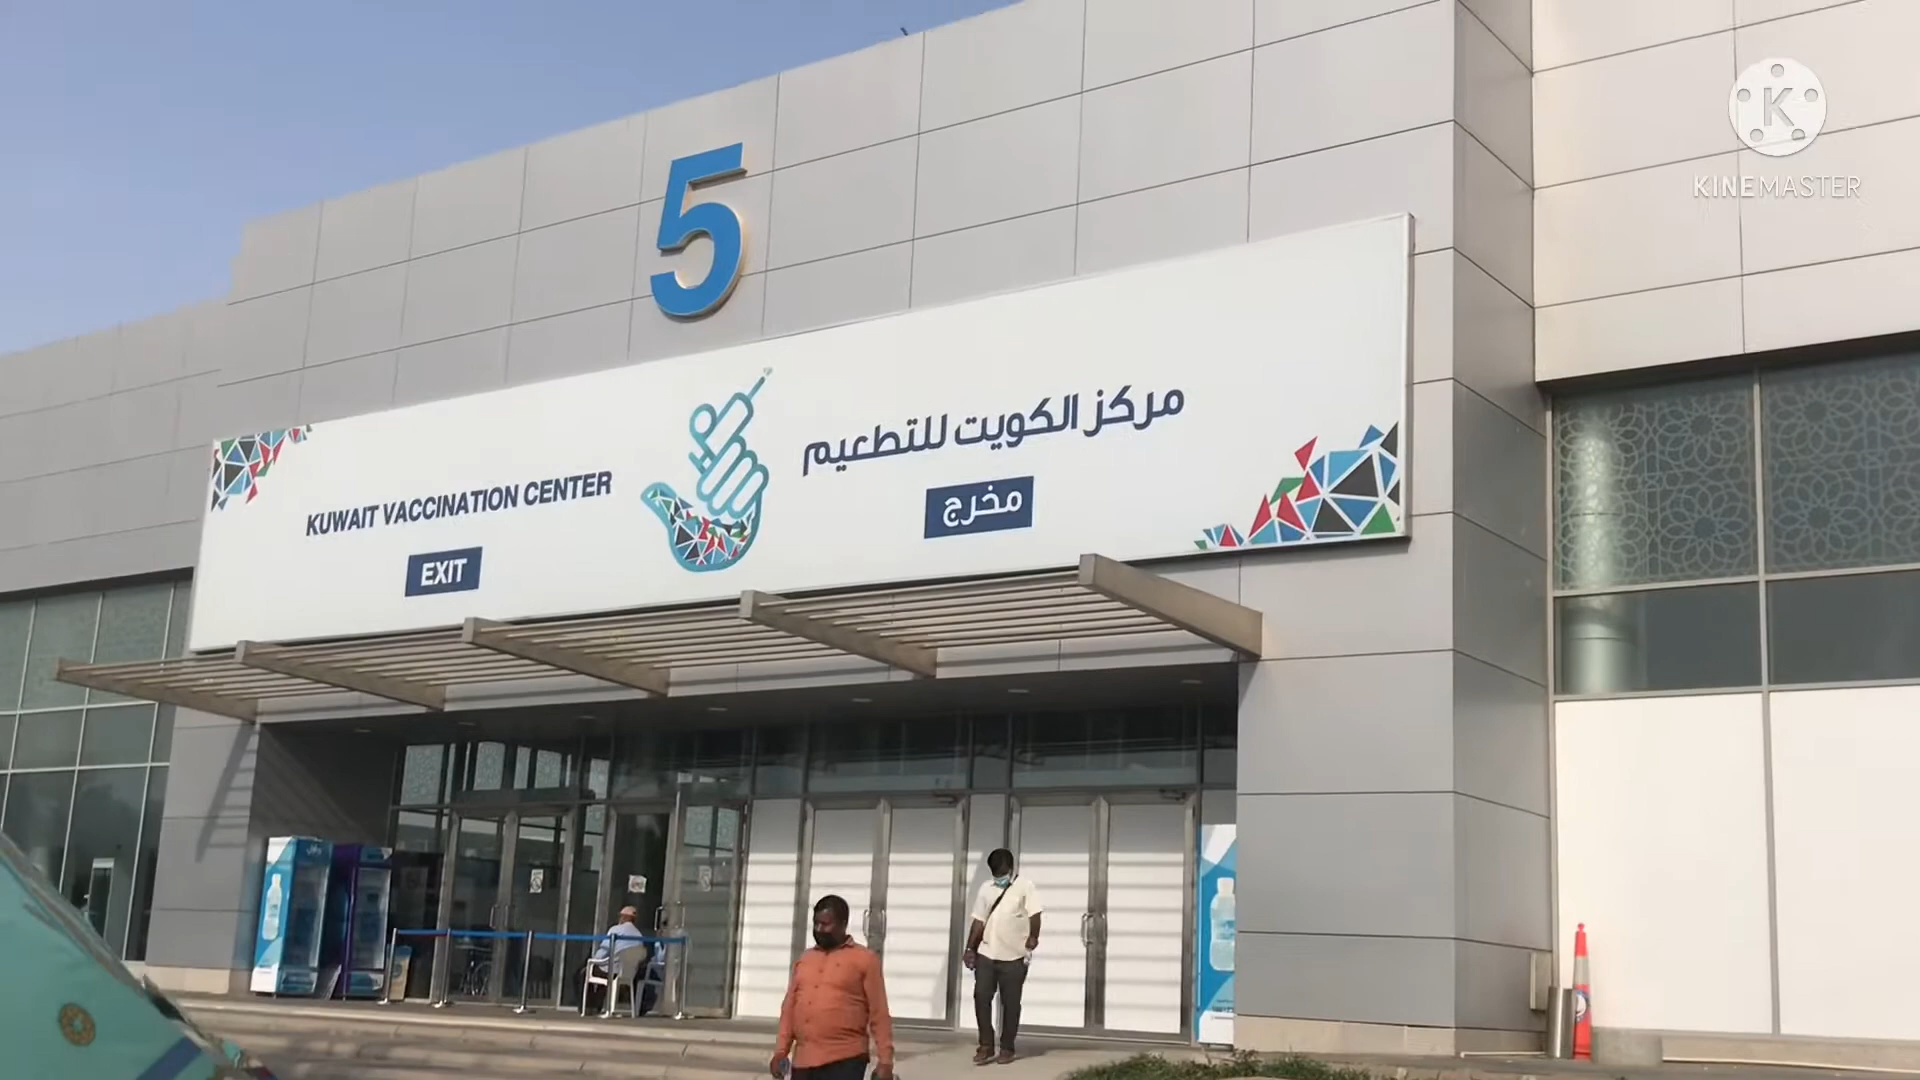 5
KUWAIT VACCINATION CENTER
EXIT
مركز الكويت للتطعيم
مخرج
K
KINEMASTER